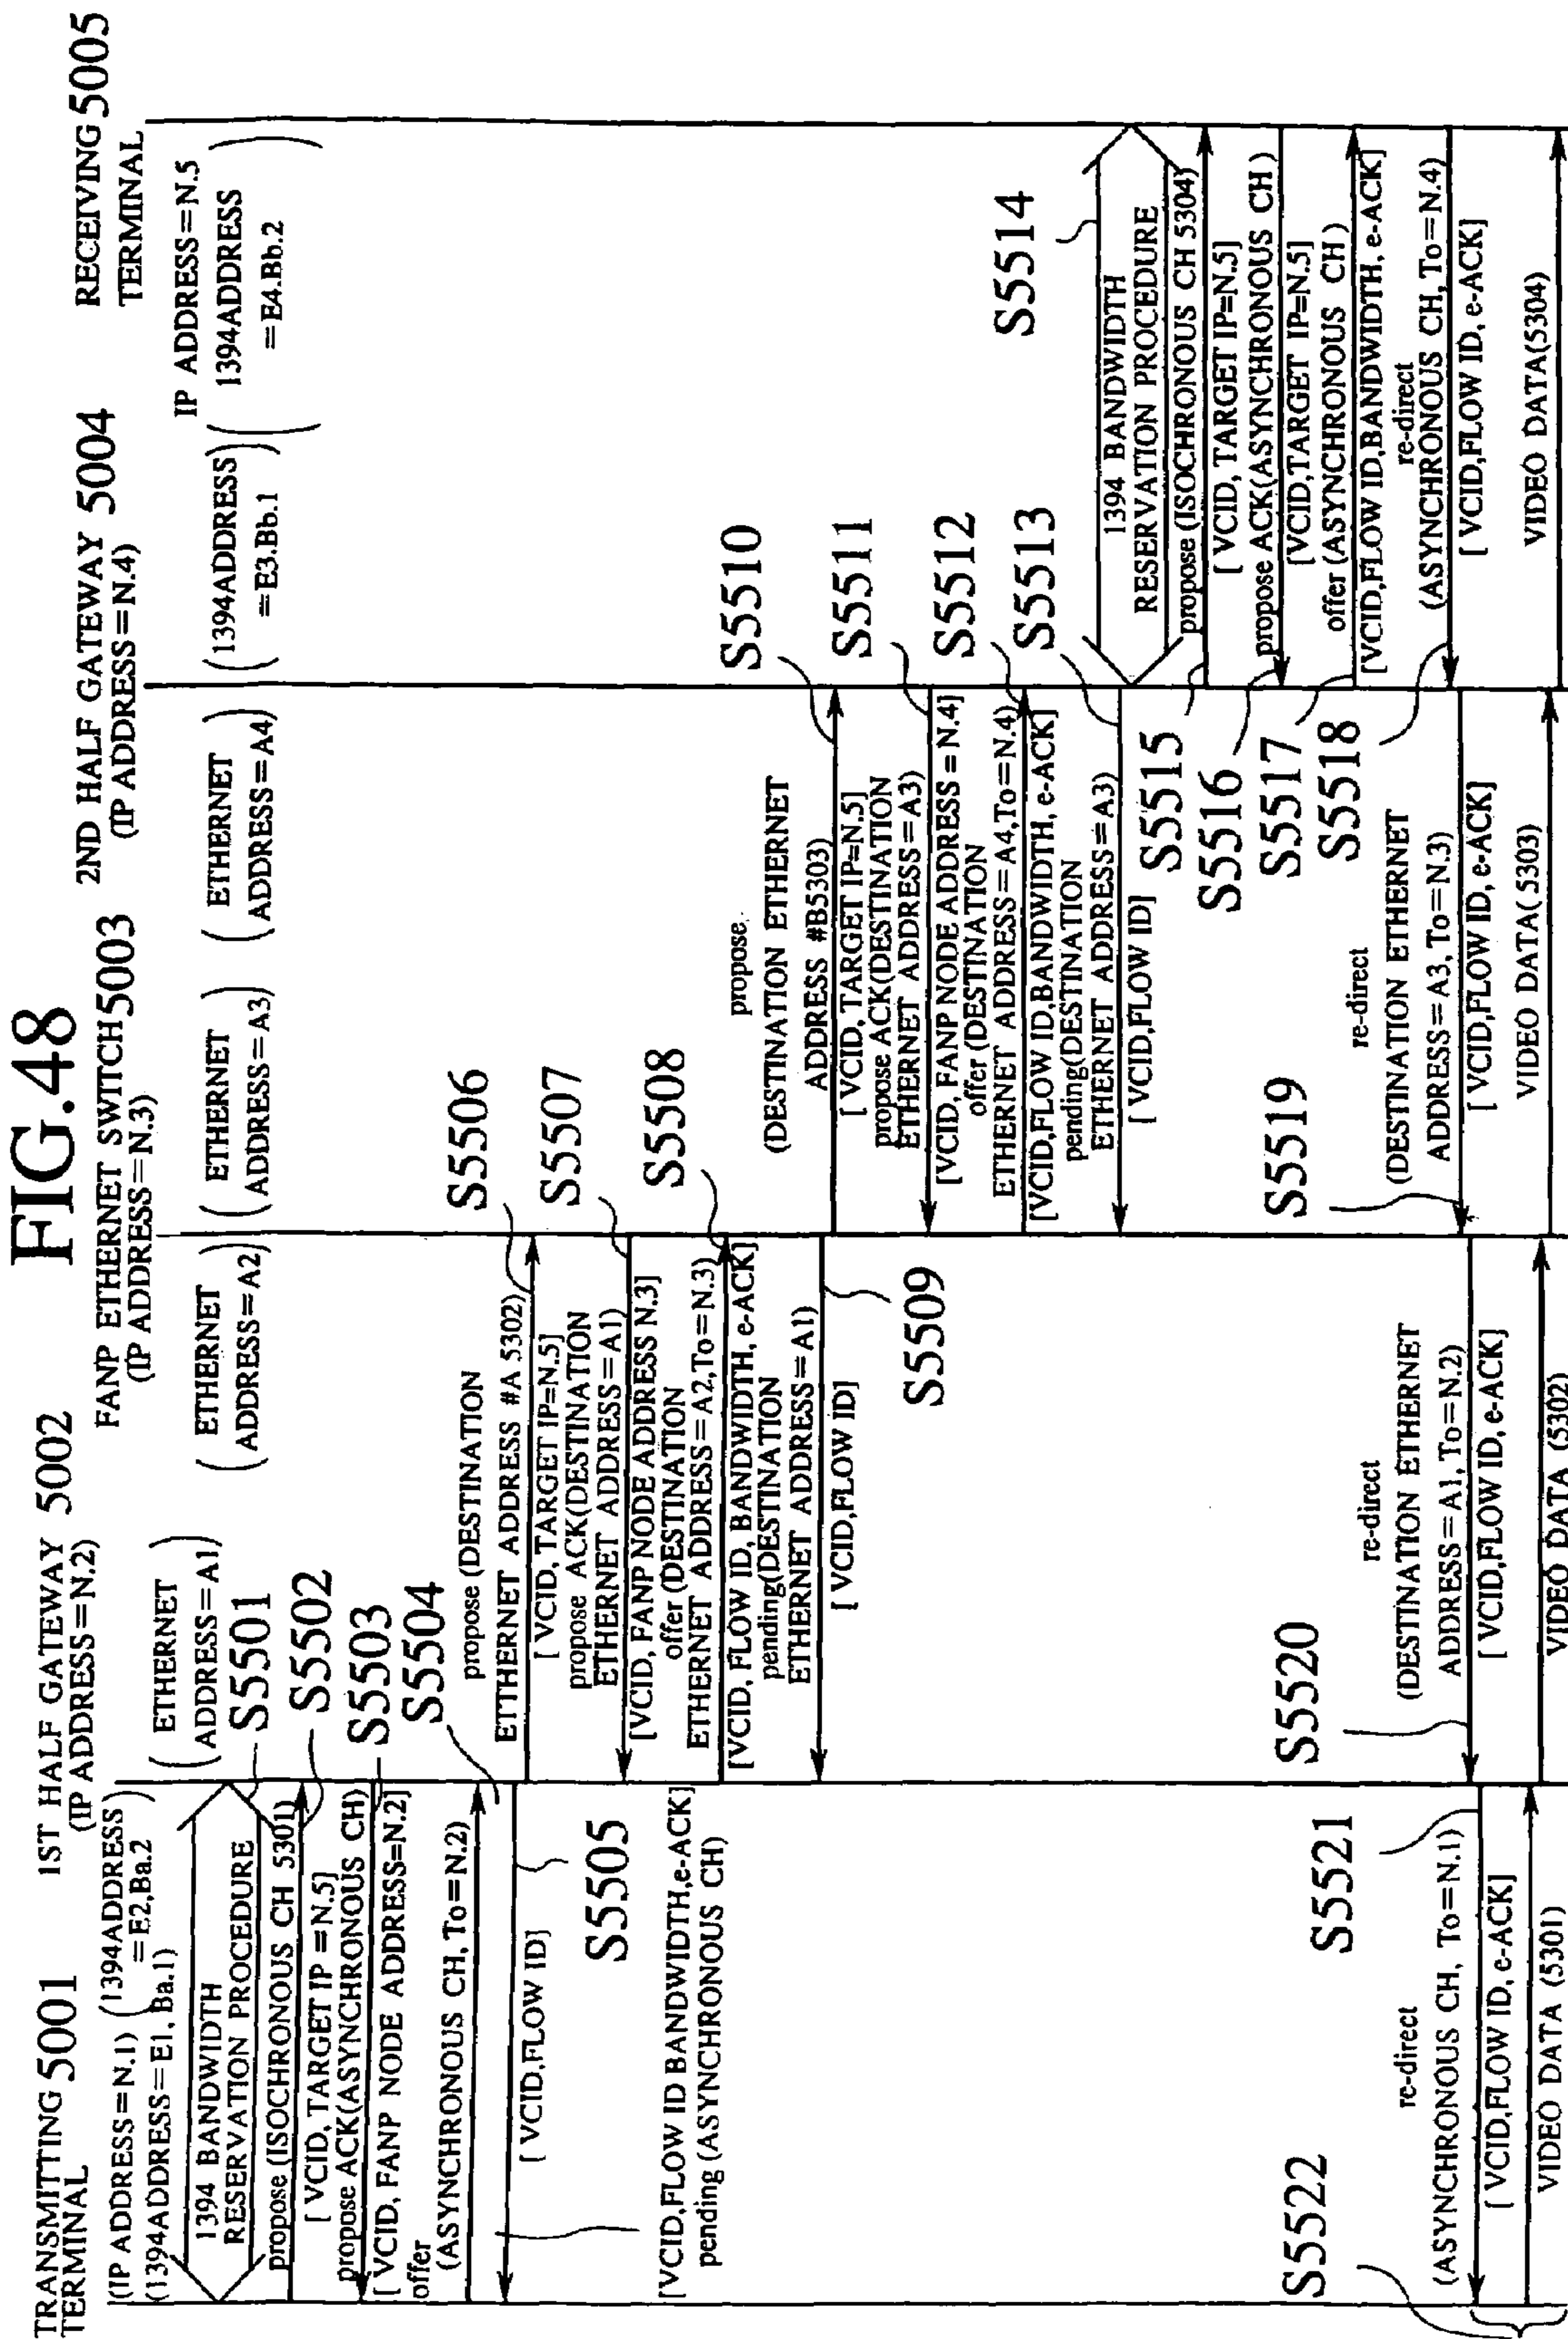 FIG.48
TRANSMITTING 5001
TERMINAL
(IP ADDRESS=N.1)
(1394ADDRESS=E1, Ba.1)
1ST HALF GATEWAY 5002
(IP ADDRESS=N.2)
(1394ADDRESS
=E2,Ba.2)
(ETHERNET
ADDRESS=A1)
FANP ETHERNET SWITCH 5003
(IP ADDRESS=N.3)
(ETHERNET
ADDRESS=A2)
(ETHERNET
ADDRESS=A3)
2ND HALF GATEWAY 5004
(IP ADDRESS=N.4)
(ETHERNET
ADDRESS=A4)
(1394ADDRESS
=E3.Bb.1)
RECEIVING 5005
TERMINAL
IP ADDRESS=N.5
(1394ADDRESS
=E4.Bb.2)
1394 BANDWIDTH
RESERVATION PROCEDURE
S5501
propose (ISOCHRONOUS CH 5301)
S5502
[ VCID, TARGET IP =N.5]
propose ACK(ASYNCHRONOUS CH)
S5503
[ VCID, FANP NODE ADDRESS=N.2]
offer
(ASYNCHRONOUS CH, To=N.2)
S5504
[ VCID,FLOW ID]
S5505
[VCID,FLOW ID BANDWIDTH,e-ACK]
pending (ASYNCHRONOUS CH)
propose (DESTINATION
ETTHERNET ADDRESS #A 5302)
S5506
[ VCID, TARGET IP=N.5]
propose ACK(DESTINATION
ETHERNET ADDRESS=A1)
S5507
[VCID, FANP NODE ADDRESS N.3]
offer (DESTINATION
ETHERNET ADDRESS=A2,To=N.3)
S5508
[VCID, FLOW ID, BANDWIDTH, e-ACK]
pending(DESTINATION
ETHERNET ADDRESS=A1)
S5509
[ VCID,FLOW ID]
propose
(DESTINATION ETHERNET
ADDRESS #B5303)
S5510
[ VCID, TARGET IP=N.5]
propose ACK(DESTINATION
ETHERNET ADDRESS=A3)
S5511
[VCID, FANP NODE ADDRESS =N.4]
offer (DESTINATION
ETHERNET ADDRESS=A4,To=N.4)
S5512
[VCID,FLOW ID,BANDWIDTH, e-ACK]
pending(DESTINATION
ETHERNET ADDRESS=A3)
S5513
[ VCID,FLOW ID]
S5514
1394 BANDWIDTH
RESERVATION PROCEDURE
propose (ISOCHRONOUS CH 5304)
S5515
[ VCID, TARGET IP=N.5]
propose ACK(ASYNCHRONOUS CH )
S5516
[VCID,TARGET IP=N.5]
offer (ASYNCHRONOUS CH )
S5517
[VCID,FLOW ID,BANDWIDTH, e-ACK]
re-direct
(ASYNCHRONOUS CH, To=N.4)
S5518
[ VCID,FLOW ID, e-ACK]
VIDEO DATA(5304)
S5519
re-direct
(DESTINATION ETHERNET
ADDRESS=A3, To=N.3)
[ VCID,FLOW ID, e-ACK]
VIDEO DATA(5303)
S5520
re-direct
(DESTINATION ETHERNET
ADDRESS=A1, To=N.2)
[ VCID,FLOW ID, e-ACK]
VIDEO DATA (5302)
S5521
re-direct
(ASYNCHRONOUS CH, To=N.1)
[ VCID,FLOW ID, e-ACK]
VIDEO DATA (5301)
S5522